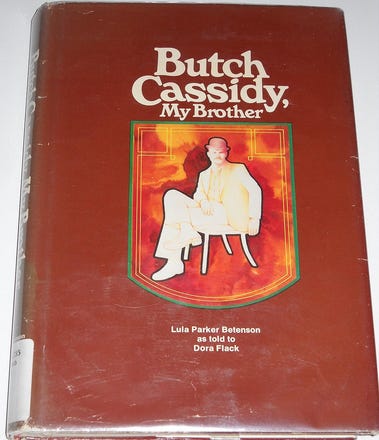 Butch
Cassidy,
My Brother
Lula Parker Betenson
as told to
Dora Flack